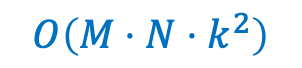 O(M · N · k²)